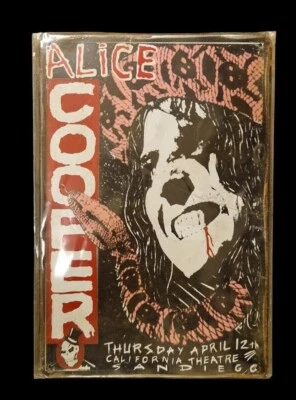 ALiCE
COOPER
THURSDAY APRIL 12th
CALIFORNIA THEATRE
SAN DIEGO